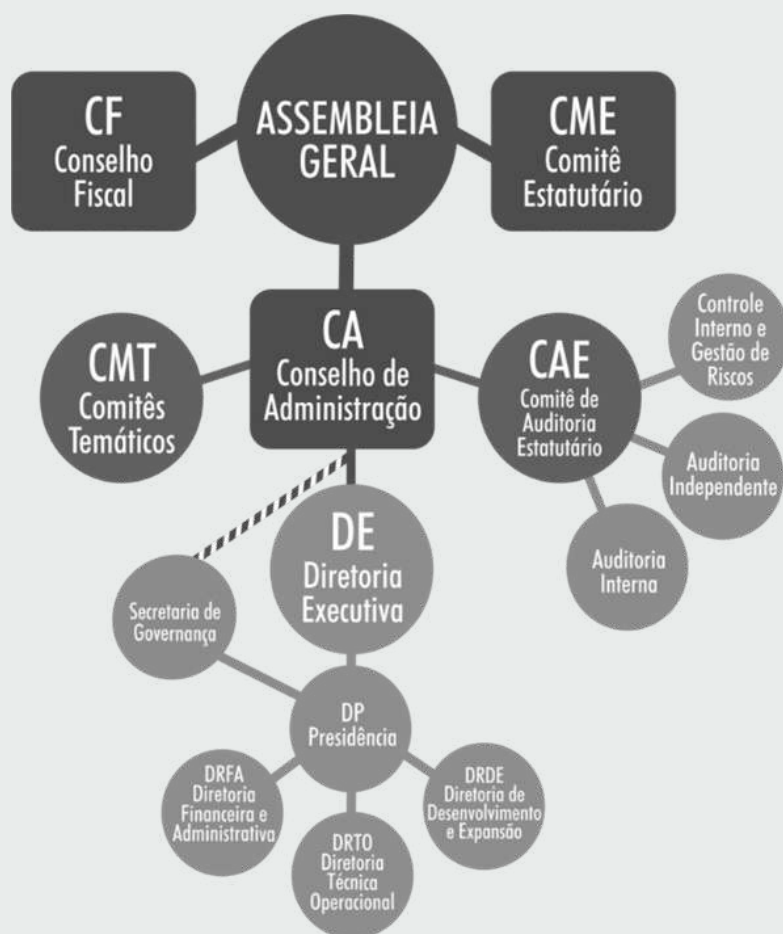 CF
Conselho
Fiscal
ASSEMBLEIA
GERAL
CME
Comitê
Estatutário
CMT
Comitês
Temáticos
CA
Conselho de
Administração
CAE
Comitê de
Auditoria
Estatutário
Controle
Interno e
Gestão de
Riscos
Auditoria
Independente
Auditoria
Interna
DE
Diretoria
Executiva
Secretaria de
Governança
DP
Presidência
DRFA
Diretoria
Financeira e
Administrativa
DRTO
Diretoria
Técnica
Operacional
DRDE
Diretoria de
Desenvolvimento
e Expansão